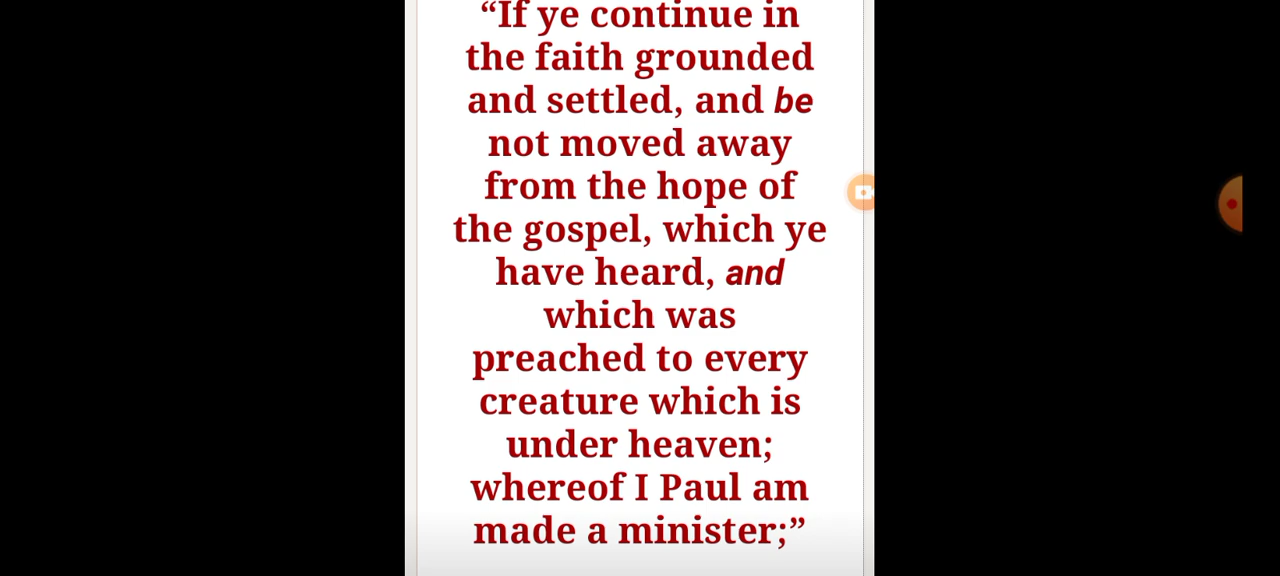 “If ye continue in
the faith grounded
and settled, and be
not moved away
from the hope of
the gospel, which ye
have heard, and
which was
preached to every
creature which is
under heaven;
whereof I Paul am
made a minister;”